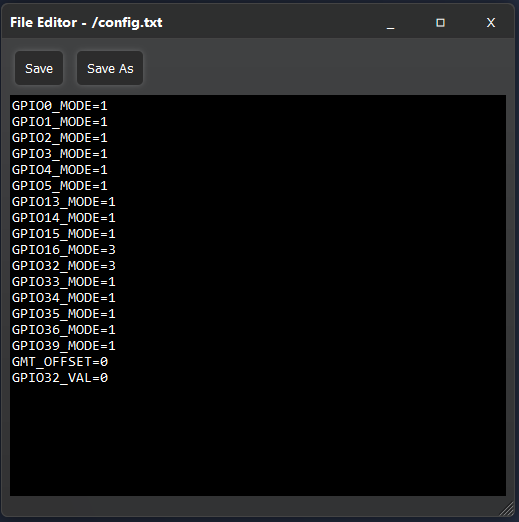 File Editor - /config.txt
Save Save As
GPIO0_MODE=1
GPIO1_MODE=1
GPIO2_MODE=1
GPIO3_MODE=1
GPIO4_MODE=1
GPIO5_MODE=1
GPIO13_MODE=1
GPIO14_MODE=1
GPIO15_MODE=1
GPIO16_MODE=3
GPIO32_MODE=3
GPIO33_MODE=1
GPIO34_MODE=1
GPIO35_MODE=1
GPIO36_MODE=1
GPIO39_MODE=1
GMT_OFFSET=0
GPIO32_VAL=0